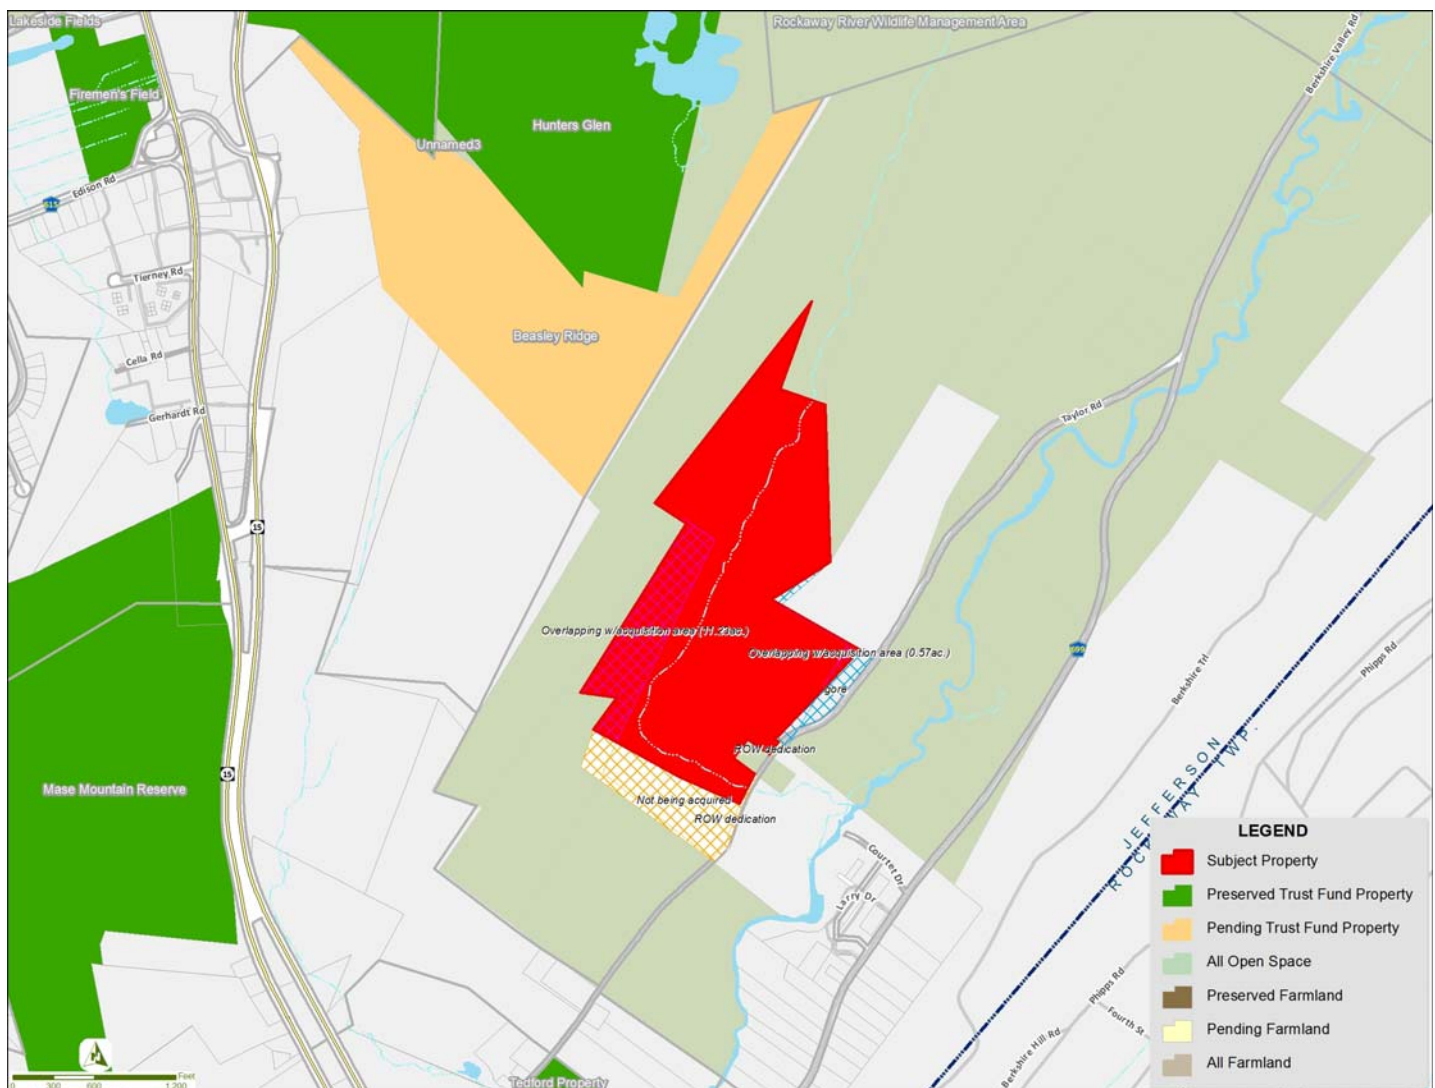 Lakeside Fields
Rockaway River Wildlife Management Area
Berkshire Valley Rd
Firemen's Field
Hunters Glen
Unnamed3
Edison Rd
615
Tierney Rd
Beasley Ridge
Cella Rd
Gerhardt Rd
Taylor Rd
15
Overlapping w/acquisition area (11.23ac.)
Overlapping w/acquisition area (0.57ac.)
699
gore
Berkshire Trl
Phipps Rd
ROW dedication
15
Mase Mountain Reserve
Not being acquired
ROW dedication
JEFFERSON TWP.
ROCKAWAY TWP.
Courtet Dr
Larry Dr
LEGEND
Subject Property
Preserved Trust Fund Property
Pending Trust Fund Property
All Open Space
Preserved Farmland
Pending Farmland
All Farmland
Phipps Rd
Fourth St
Berkshire Hill Rd
Tedford Property
Feet
0 300 600 1,200